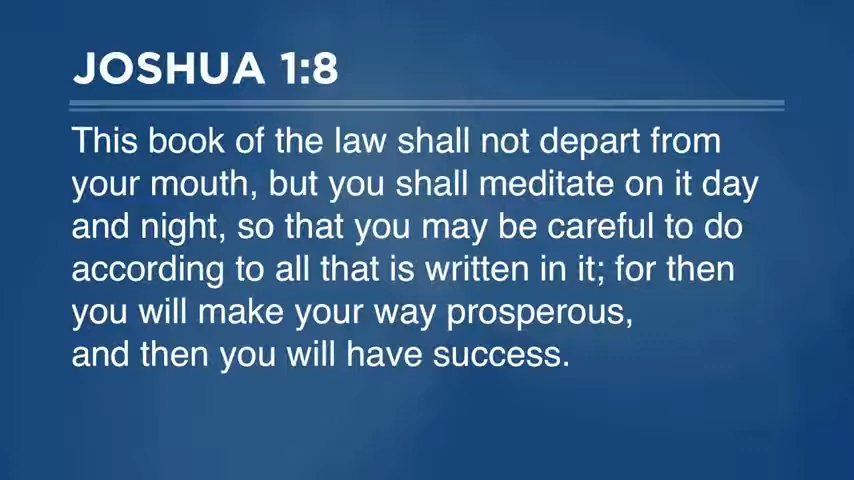 JOSHUA 1:8
This book of the law shall not depart from
your mouth, but you shall meditate on it day
and night, so that you may be careful to do
according to all that is written in it; for then
you will make your way prosperous,
and then you will have success.